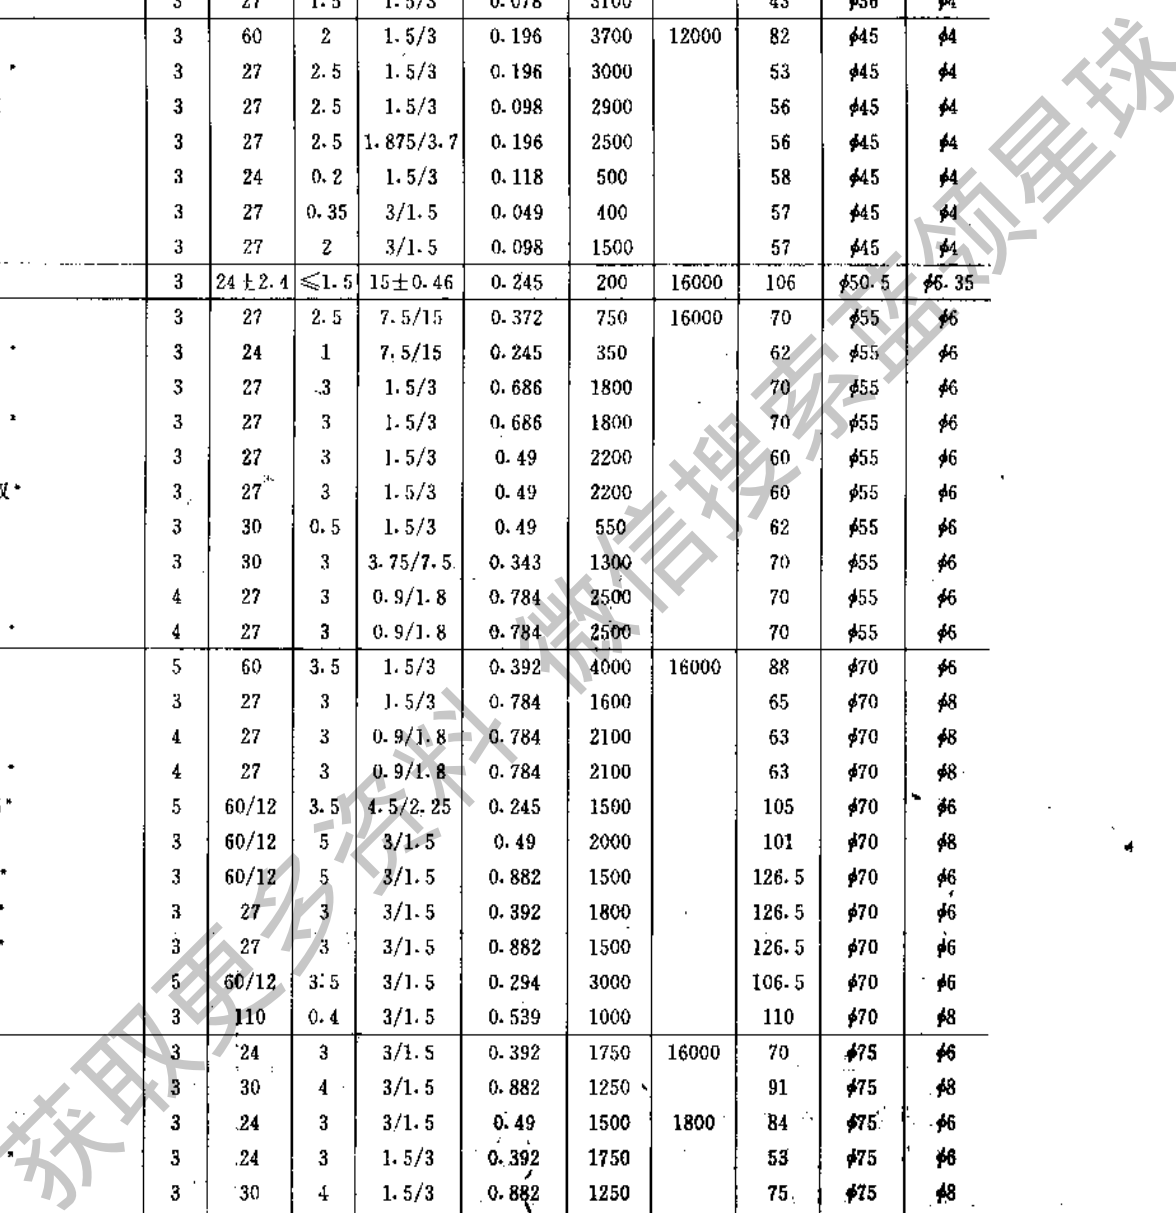 3 27 1.5 1.5/3 0.078 3100 43 φ36 φ4
3 60 2 1.5/3 0.196 3700 12000 82 φ45 φ4
* 3 27 2.5 1.5/3 0.196 3000 53 φ45 φ4
3 27 2.5 1.5/3 0.098 2900 56 φ45 φ4
3 27 2.5 1.875/3.7 0.196 2500 56 φ45 φ4
3 24 0.2 1.5/3 0.118 500 58 φ45 φ4
3 27 0.35 3/1.5 0.049 400 57 φ45 φ4
3 27 2 3/1.5 0.098 1500 57 φ45 φ4
3 24±2.4 ≤1.5 15±0.46 0.245 200 16000 106 φ50.5 φ6.35
3 27 2.5 7.5/15 0.372 750 16000 70 φ55 φ6
* 3 24 1 7.5/15 0.245 350 62 φ55 φ6
3 27 3 1.5/3 0.686 1800 70 φ55 φ6
* 3 27 3 1.5/3 0.686 1800 70 φ55 φ6
3 27 3 1.5/3 0.49 2200 60 φ55 φ6
* 3 27 3 1.5/3 0.49 2200 60 φ55 φ6
3 30 0.5 1.5/3 0.49 550 62 φ55 φ6
3 30 3 3.75/7.5 0.343 1300 70 φ55 φ6
4 27 3 0.9/1.8 0.784 2500 70 φ55 φ6
* 4 27 3 0.9/1.8 0.784 2500 70 φ55 φ6
5 60 3.5 1.5/3 0.392 4000 16000 88 φ70 φ6
3 27 3 1.5/3 0.784 1600 65 φ70 φ8
4 27 3 0.9/1.8 0.784 2100 63 φ70 φ8
* 4 27 3 0.9/1.8 0.784 2100 63 φ70 φ8
* 5 60/12 3.5 4.5/2.25 0.245 1500 105 φ70 φ6
3 60/12 5 3/1.5 0.49 2000 101 φ70 φ8
* 3 60/12 5 3/1.5 0.882 1500 126.5 φ70 φ6
* 3 27 3 3/1.5 0.392 1800 126.5 φ70 φ6
* 3 27 3 3/1.5 0.882 1500 126.5 φ70 φ6
5 60/12 3.5 3/1.5 0.294 3000 106.5 φ70 φ6
3 110 0.4 3/1.5 0.539 1000 110 φ70 φ8
3 24 3 3/1.5 0.392 1750 16000 70 φ75 φ6
3 30 4 3/1.5 0.882 1250 91 φ75 φ8
3 24 3 3/1.5 0.49 1500 1800 84 φ75 φ6
* 3 24 3 1.5/3 0.392 1750 53 φ75 φ6
3 30 4 1.5/3 0.882 1250 75 φ75 φ8
获取更多资料 微信搜索蓝领星球